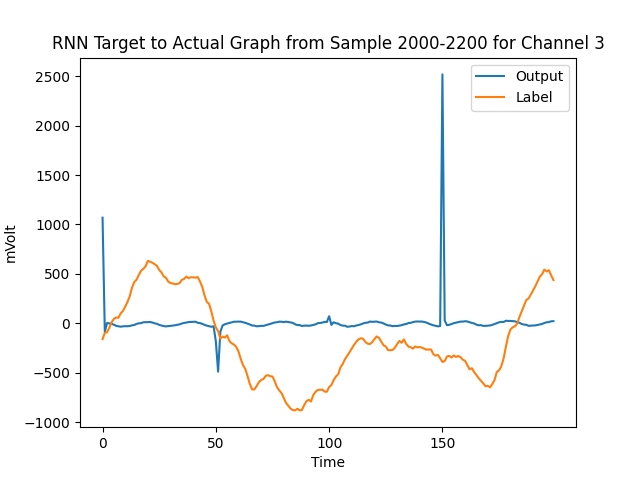 RNN Target to Actual Graph from Sample 2000-2200 for Channel 3
Output
Label
mVolt
2500
2000
1500
1000
500
0
−500
−1000
0 50 100 150
Time